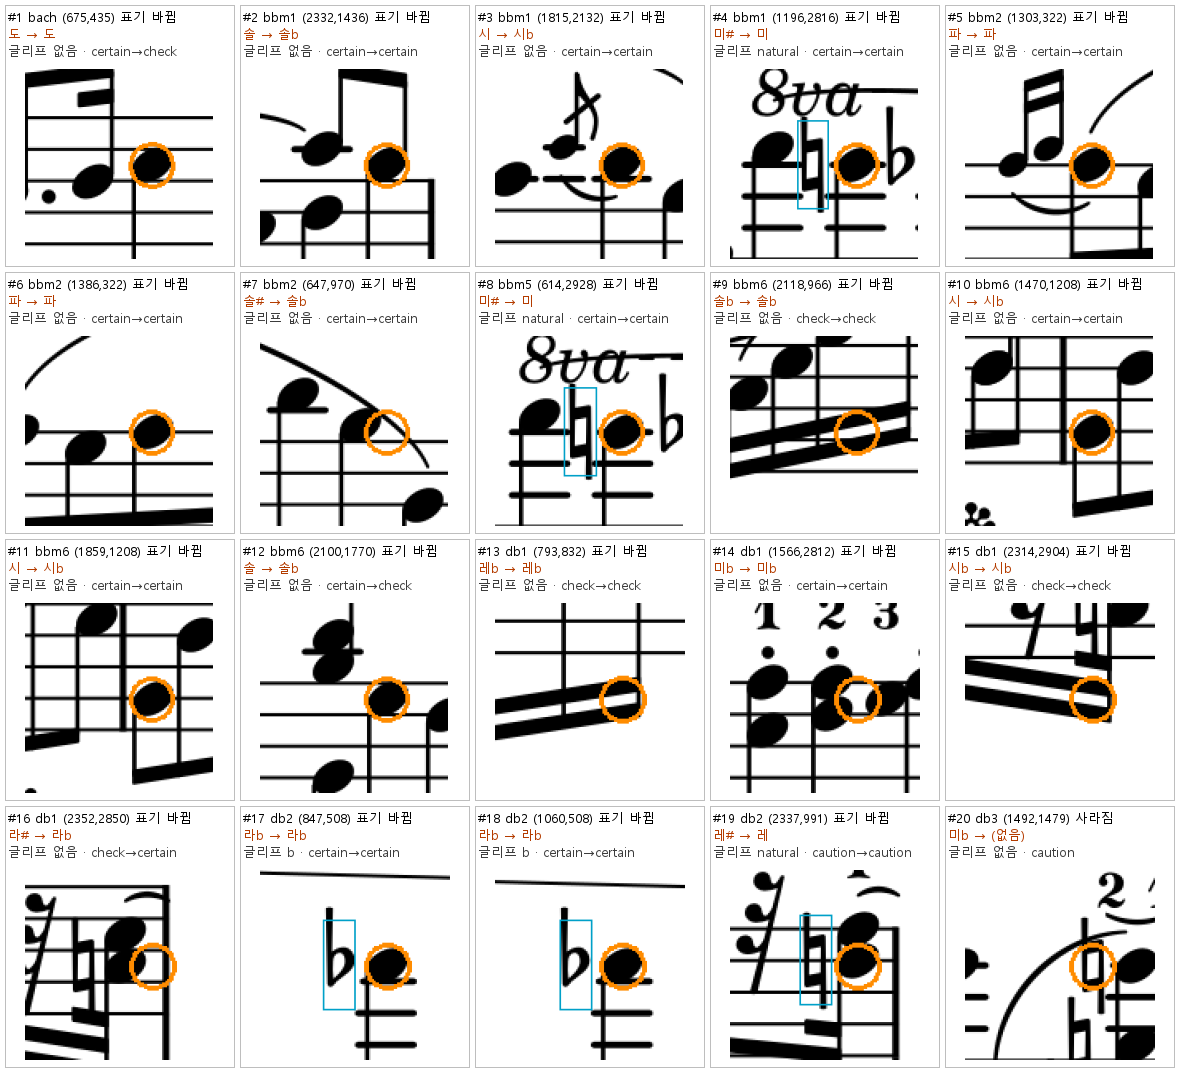 #1 bach (675,435) 표기 바뀜
도 → 도
글리프 없음 · certain→check
#2 bbm1 (2332,1436) 표기 바뀜
솔 → 솔b
글리프 없음 · certain→certain
#3 bbm1 (1815,2132) 표기 바뀜
시 → 시b
글리프 없음 · certain→certain
#4 bbm1 (1196,2816) 표기 바뀜
미# → 미
글리프 natural · certain→certain
8va
#5 bbm2 (1303,322) 표기 바뀜
파 → 파
글리프 없음 · certain→certain
#6 bbm2 (1386,322) 표기 바뀜
파 → 파
글리프 없음 · certain→certain
#7 bbm2 (647,970) 표기 바뀜
솔# → 솔b
글리프 없음 · certain→certain
#8 bbm5 (614,2928) 표기 바뀜
미# → 미
글리프 natural · certain→certain
8va
#9 bbm6 (2118,966) 표기 바뀜
솔b → 솔b
글리프 없음 · check→check
#10 bbm6 (1470,1208) 표기 바뀜
시 → 시b
글리프 없음 · certain→certain
#11 bbm6 (1859,1208) 표기 바뀜
시 → 시b
글리프 없음 · certain→certain
#12 bbm6 (2100,1770) 표기 바뀜
솔 → 솔b
글리프 없음 · certain→check
#13 db1 (793,832) 표기 바뀜
레b → 레b
글리프 없음 · check→check
#14 db1 (1566,2812) 표기 바뀜
미b → 미b
글리프 없음 · certain→certain
1 2 3
#15 db1 (2314,2904) 표기 바뀜
시b → 시b
글리프 없음 · check→check
#16 db1 (2352,2850) 표기 바뀜
라# → 라b
글리프 없음 · check→certain
#17 db2 (847,508) 표기 바뀜
라b → 라b
글리프 b · certain→certain
#18 db2 (1060,508) 표기 바뀜
라b → 라b
글리프 b · certain→certain
#19 db2 (2337,991) 표기 바뀜
레# → 레
글리프 natural · caution→caution
#20 db3 (1492,1479) 사라짐
미b → (없음)
글리프 없음 · caution
2